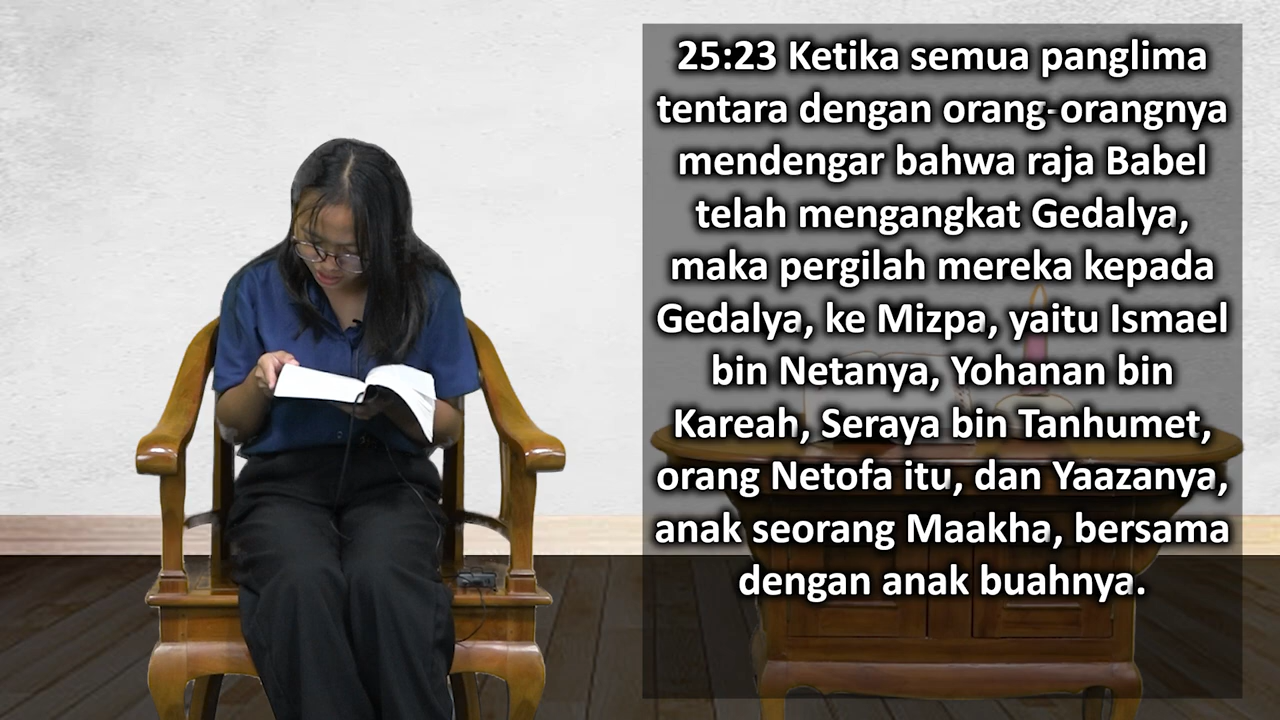 25:23 Ketika semua panglima
tentara dengan orang-orangnya
mendengar bahwa raja Babel
telah mengangkat Gedalya,
maka pergilah mereka kepada
Gedalya, ke Mizpa, yaitu Ismael
bin Netanya, Yohanan bin
Kareah, Seraya bin Tanhumet,
orang Netofa itu, dan Yaazanya,
anak seorang Maakha, bersama
dengan anak buahnya.